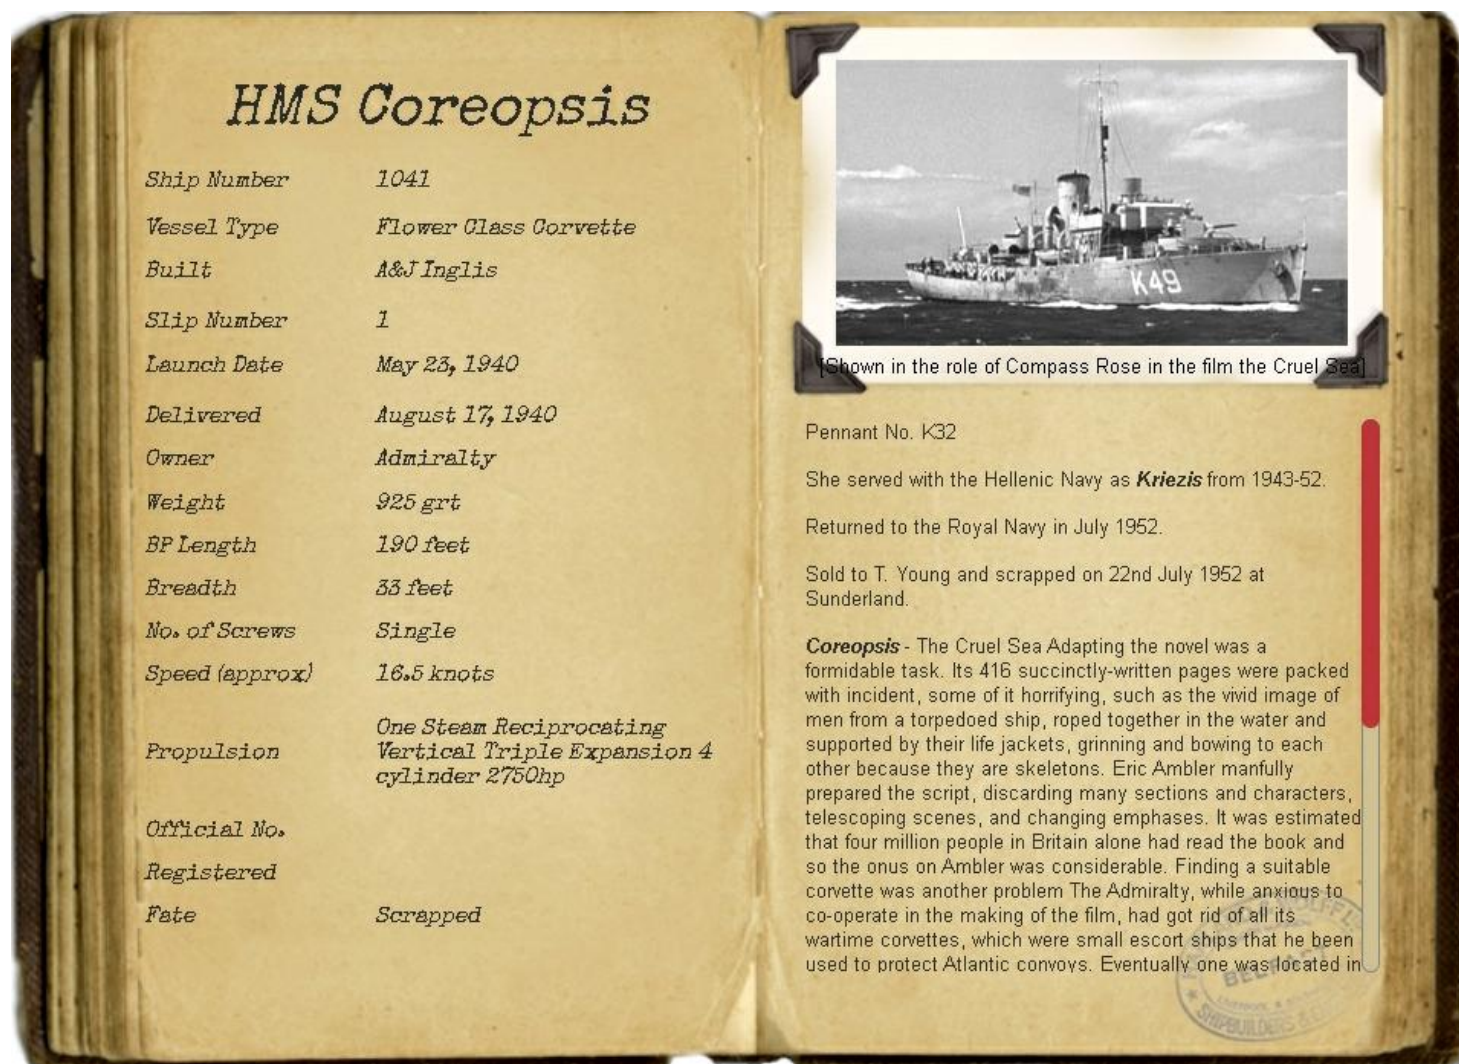 HMS Coreopsis
Ship Number 1041
Vessel Type Flower Class Corvette
Built A&J Inglis
Slip Number 1
Launch Date May 23, 1940
Delivered August 17, 1940
Owner Admiralty
Weight 925 grt
BP Length 190 feet
Breadth 33 feet
No. of Screws Single
Speed (approx) 16.5 knots
One Steam Reciprocating
Propulsion Vertical Triple Expansion 4
cylinder 2750hp
Official No.
Registered
Fate Scrapped
K49
[Shown in the role of Compass Rose in the film the Cruel Sea]
Pennant No. K32
She served with the Hellenic Navy as Kriezis from 1943-52.
Returned to the Royal Navy in July 1952.
Sold to T. Young and scrapped on 22nd July 1952 at
Sunderland.
Coreopsis - The Cruel Sea Adapting the novel was a
formidable task. Its 416 succinctly-written pages were packed
with incident, some of it horrifying, such as the vivid image of
men from a torpedoed ship, roped together in the water and
supported by their life jackets, grinning and bowing to each
other because they are skeletons. Eric Ambler manfully
prepared the script, discarding many sections and characters,
telescoping scenes, and changing emphases. It was estimated
that four million people in Britain alone had read the book and
so the onus on Ambler was considerable. Finding a suitable
corvette was another problem The Admiralty, while anxious to
co-operate in the making of the film, had got rid of all its
wartime corvettes, which were small escort ships that he been
used to protect Atlantic convoys. Eventually one was located in
BELFAST
SHIPBUILDERS &